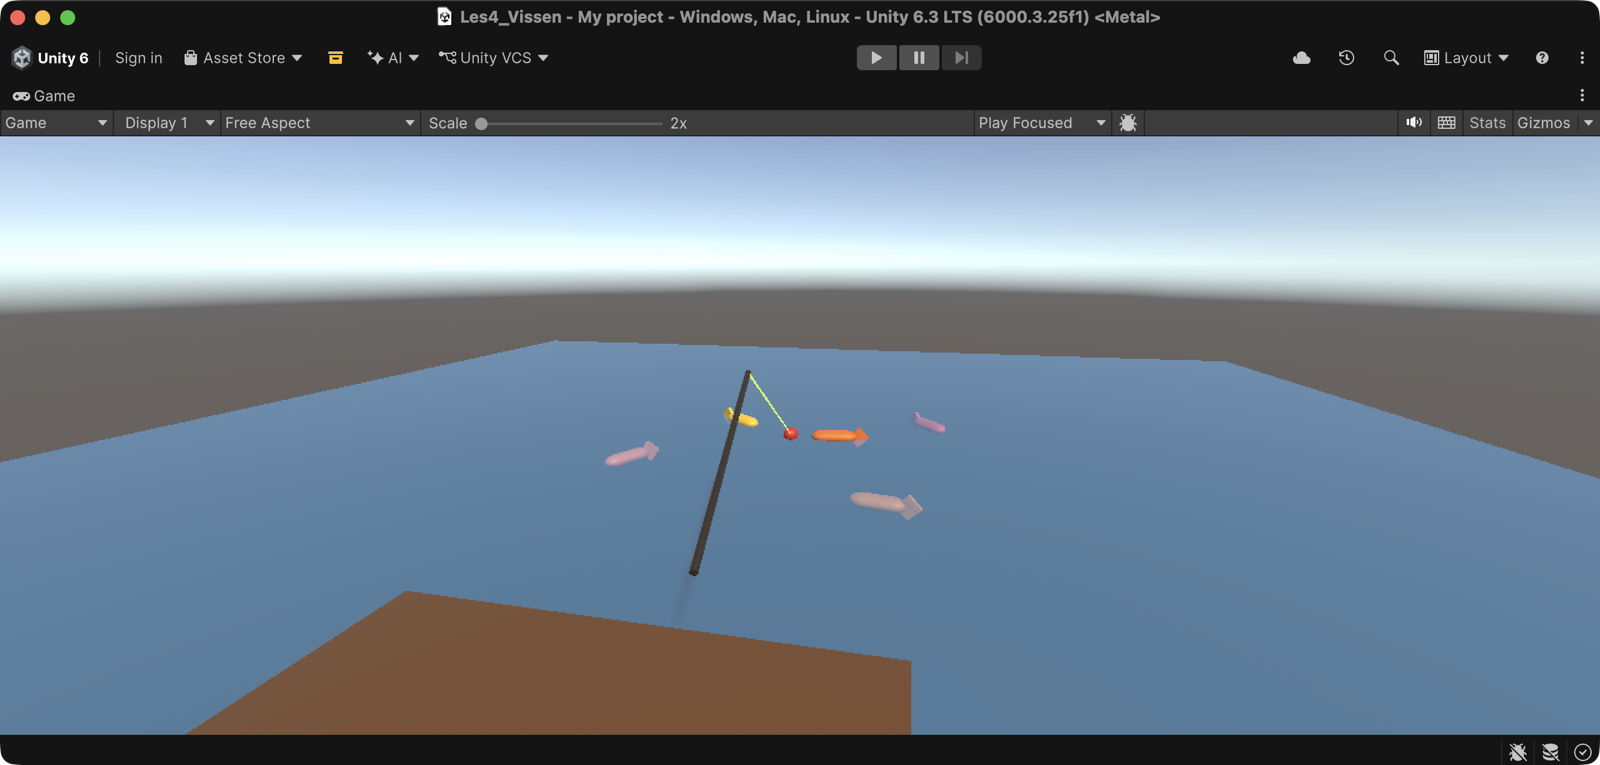 Les4_Vissen - My project - Windows, Mac, Linux - Unity 6.3 LTS (6000.3.25f1) <Metal>
Unity 6 Sign in Asset Store AI Unity VCS Layout
Game
Game Display 1 Free Aspect Scale 2x Play Focused Stats Gizmos